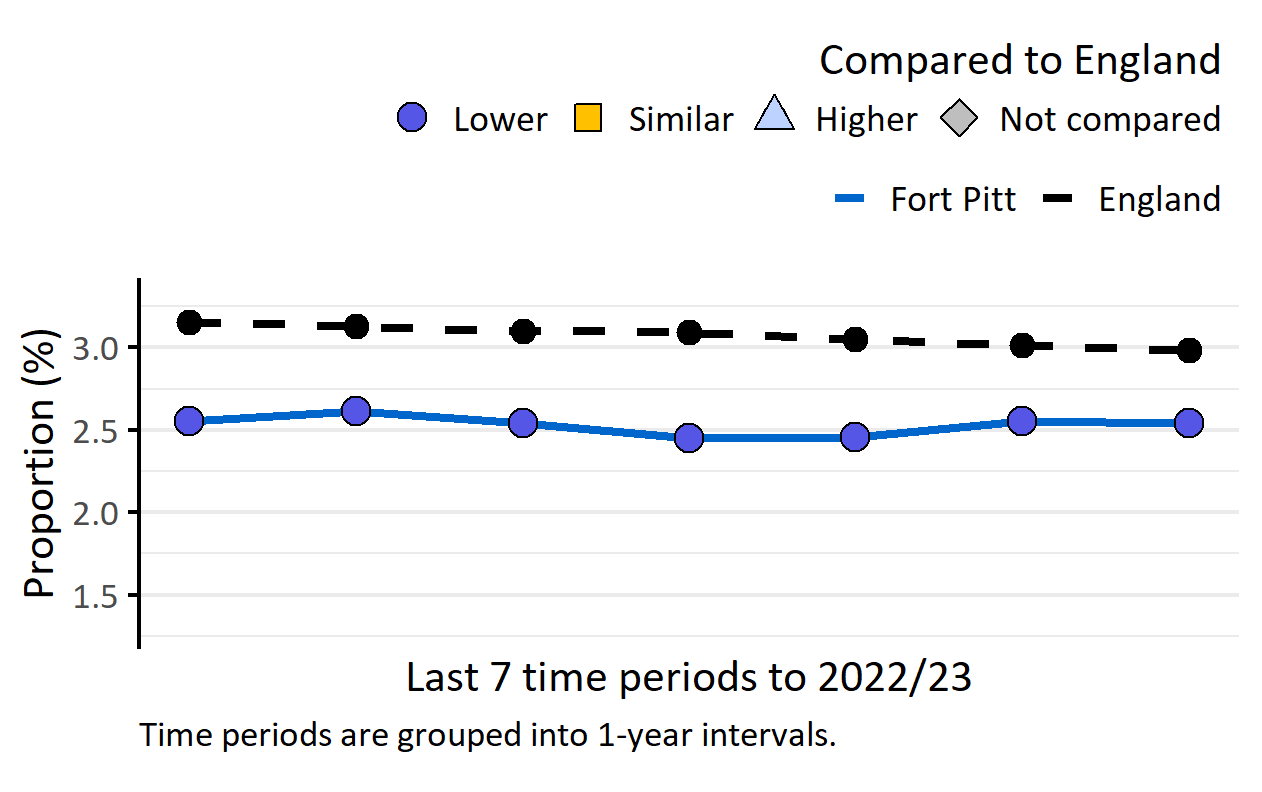 Compared to England
Lower Similar Higher Not compared
Fort Pitt England
Proportion (%)
3.0
2.5
2.0
1.5
Last 7 time periods to 2022/23
Time periods are grouped into 1-year intervals.